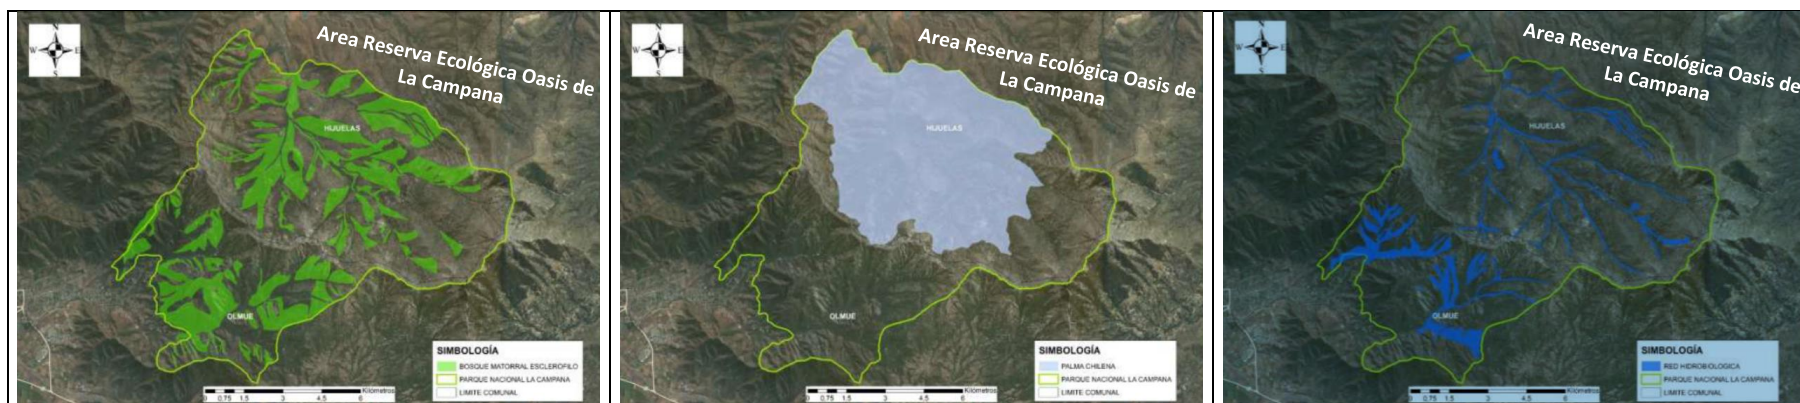 N
W E
S
Area Reserva Ecológica Oasis de
La Campana
HIJUELAS
OLMUE
SIMBOLOGÍA
BOSQUE MATORRAL ESCLEROFILO
PARQUE NACIONAL LA CAMPANA
LIMITE COMUNAL
Kilómetros
0 0.75 1.5 3 4.5 6
N
W E
S
Area Reserva Ecológica Oasis de
La Campana
HIJUELAS
OLMUE
SIMBOLOGÍA
PALMA CHILENA
PARQUE NACIONAL LA CAMPANA
LIMITE COMUNAL
Kilómetros
0 0.75 1.5 3 4.5 6
N
W E
S
Area Reserva Ecológica Oasis de
La Campana
HIJUELAS
OLMUE
SIMBOLOGÍA
RED HIDROBIOLOGICA
PARQUE NACIONAL LA CAMPANA
LIMITE COMUNAL
Kilómetros
0 0.75 1.5 3 4.5 6